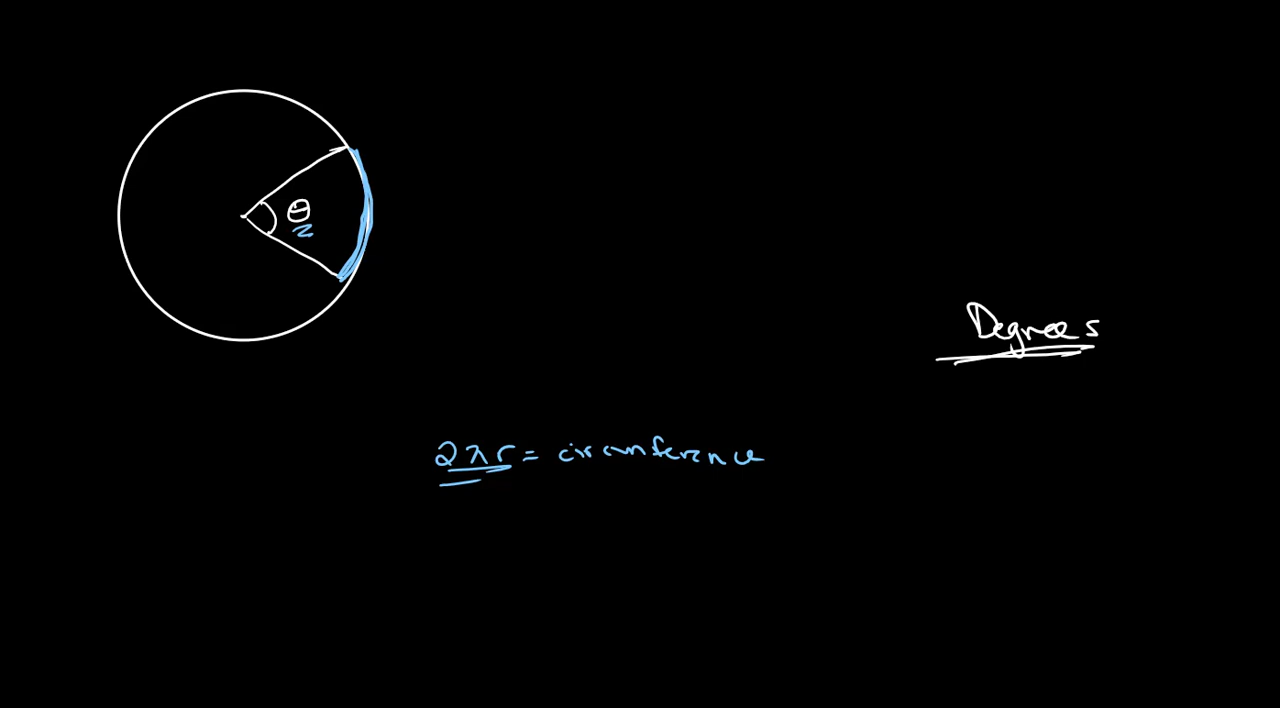 θ
Degrees
2πr = circumference